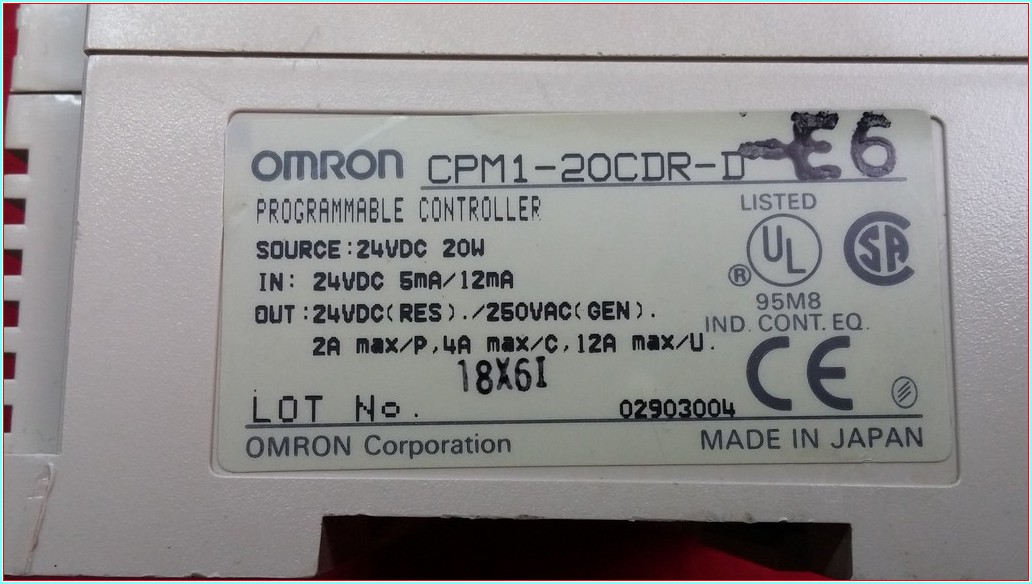 OMRON CPM1-20CDR-D-E6
PROGRAMMABLE CONTROLLER
LISTED
SOURCE:24VDC 20W
UL
SA
IN: 24VDC 5mA/12mA
®
95M8
OUT:24VDC(RES)./250VAC(GEN).
IND. CONT. EQ.
2A max/P,4A max/C,12A max/U.
CE
18X6I
LOT No.
02903004
OMRON Corporation
MADE IN JAPAN